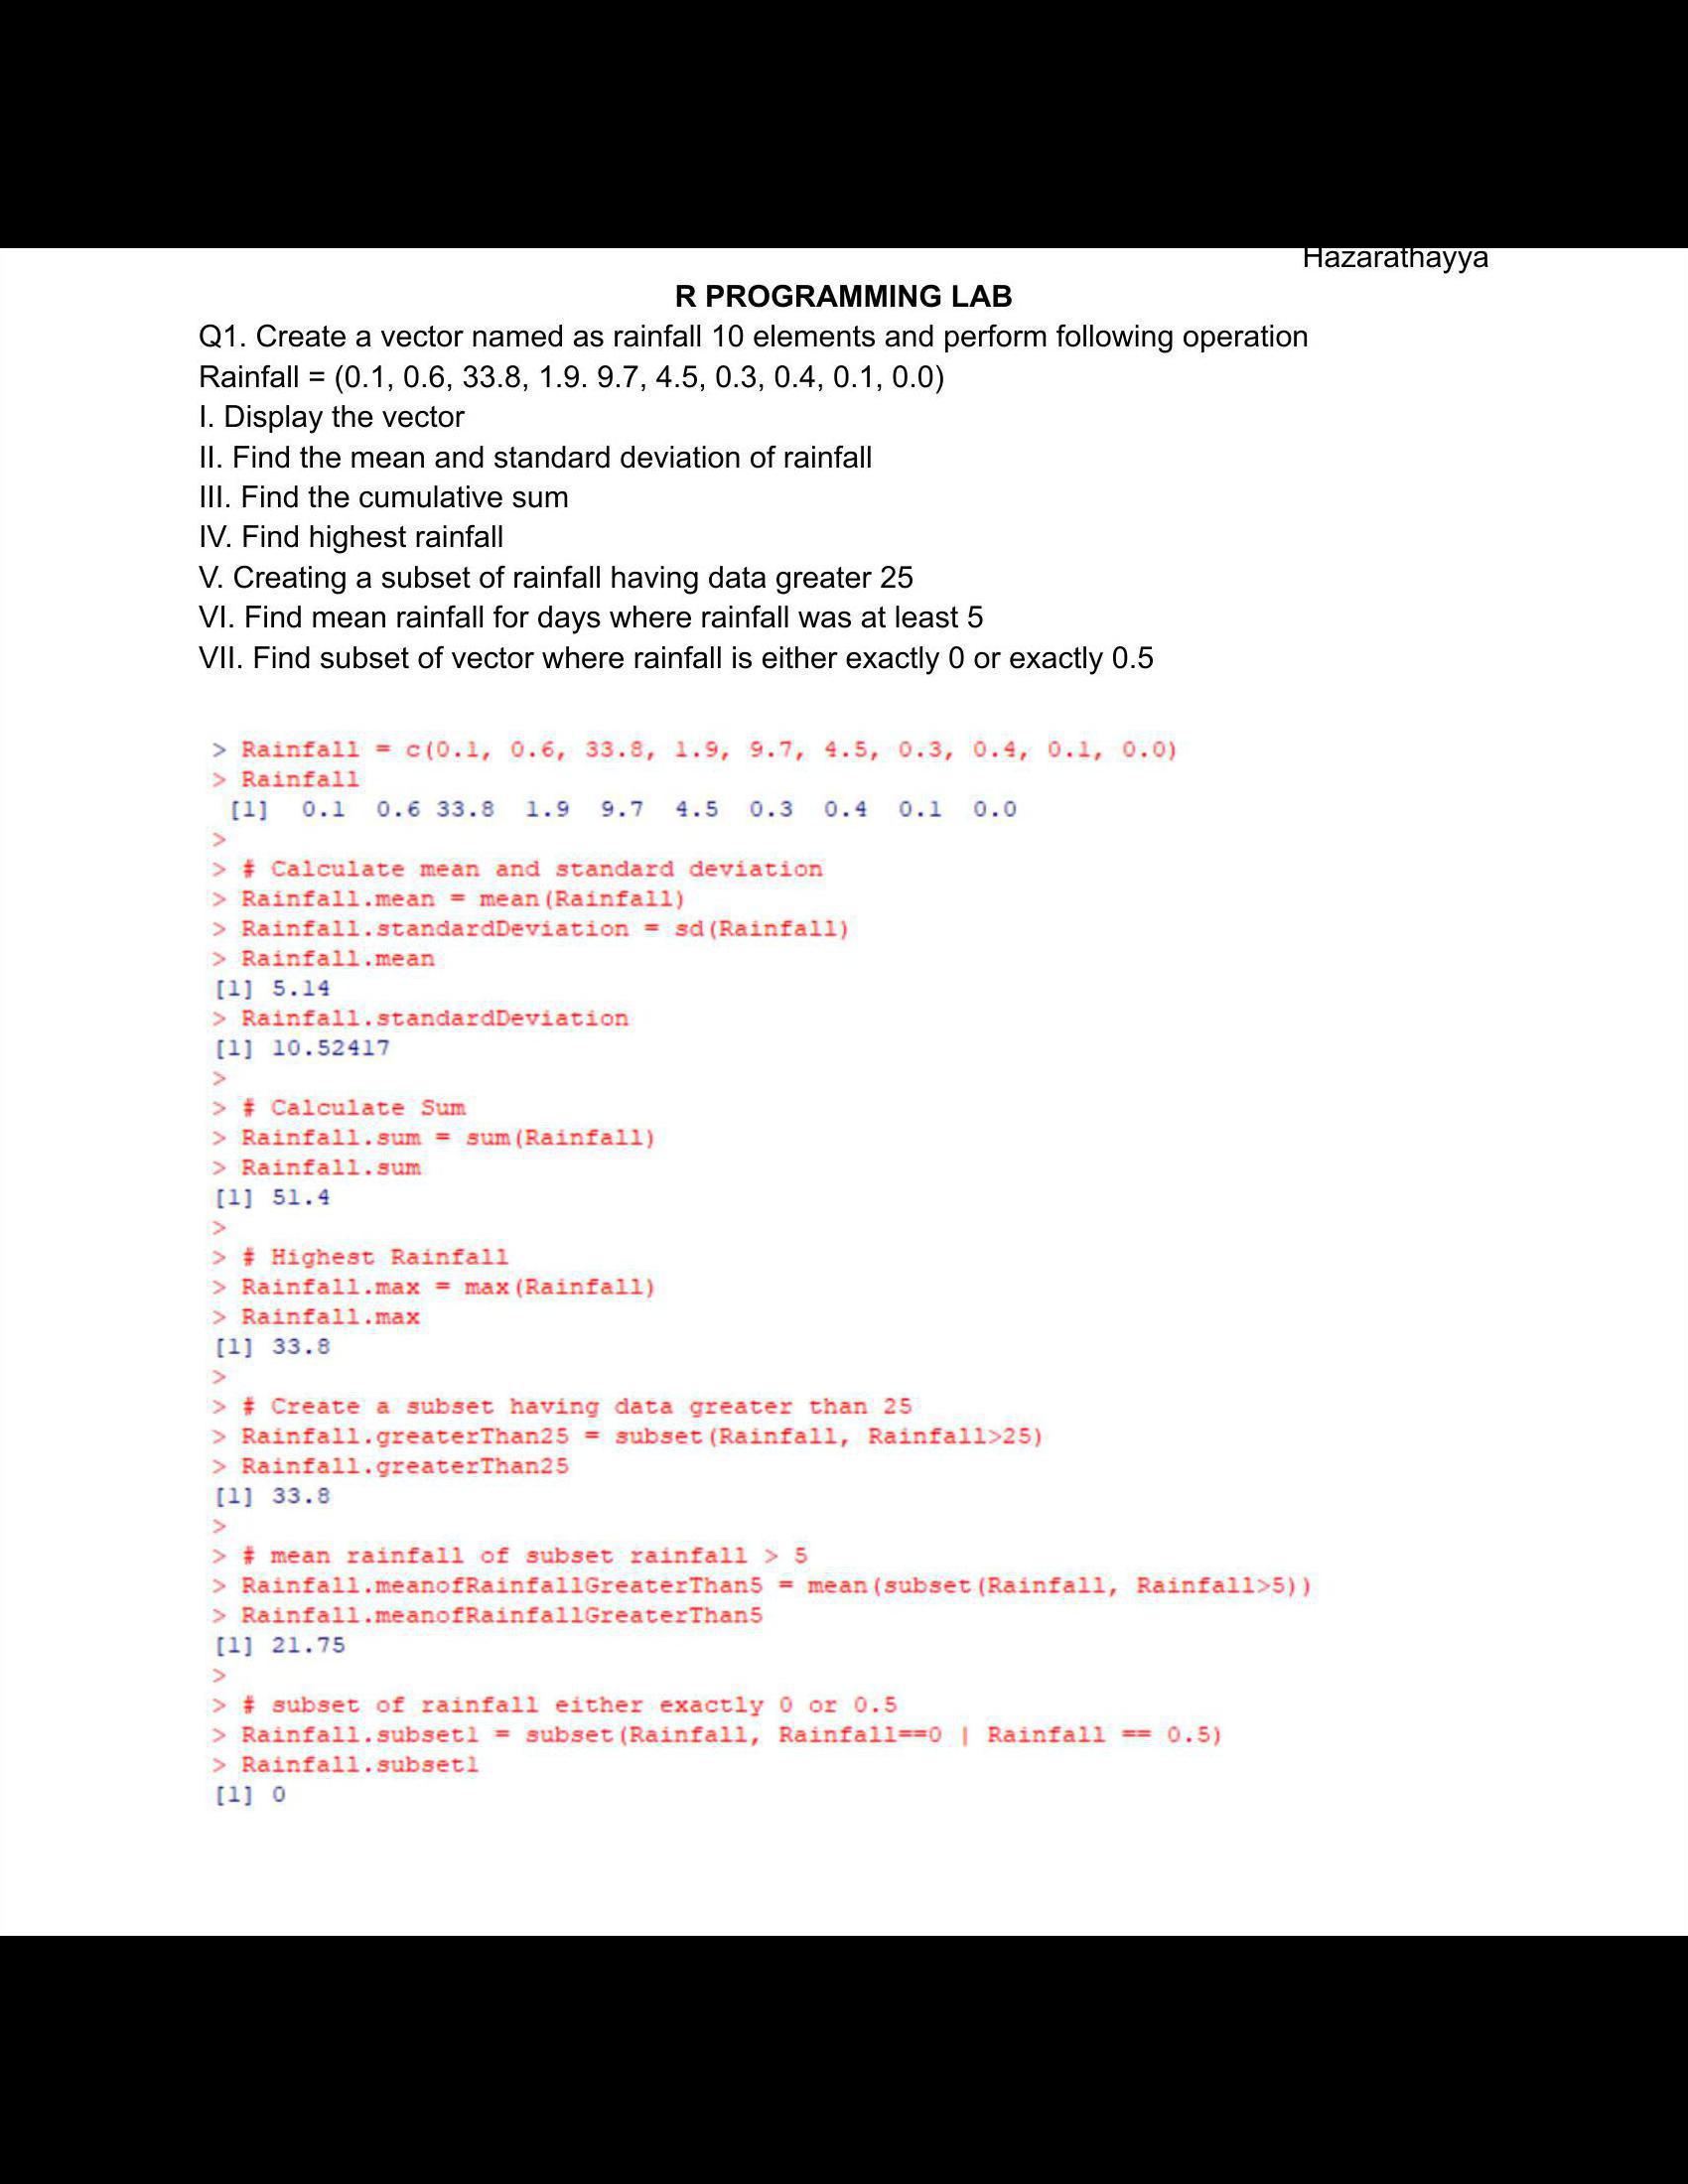 Hazarathayya
R PROGRAMMING LAB
Q1. Create a vector named as rainfall 10 elements and perform following operation
Rainfall = (0.1, 0.6, 33.8, 1.9. 9.7, 4.5, 0.3, 0.4, 0.1, 0.0)
I. Display the vector
II. Find the mean and standard deviation of rainfall
III. Find the cumulative sum
IV. Find highest rainfall
V. Creating a subset of rainfall having data greater 25
VI. Find mean rainfall for days where rainfall was at least 5
VII. Find subset of vector where rainfall is either exactly 0 or exactly 0.5
> Rainfall = c(0.1, 0.6, 33.8, 1.9, 9.7, 4.5, 0.3, 0.4, 0.1, 0.0)
> Rainfall
[1] 0.1 0.6 33.8 1.9 9.7 4.5 0.3 0.4 0.1 0.0
>
> # Calculate mean and standard deviation
> Rainfall.mean = mean(Rainfall)
> Rainfall.standardDeviation = sd(Rainfall)
> Rainfall.mean
[1] 5.14
> Rainfall.standardDeviation
[1] 10.52417
>
> # Calculate Sum
> Rainfall.sum = sum(Rainfall)
> Rainfall.sum
[1] 51.4
>
> # Highest Rainfall
> Rainfall.max = max(Rainfall)
> Rainfall.max
[1] 33.8
>
> # Create a subset having data greater than 25
> Rainfall.greaterThan25 = subset(Rainfall, Rainfall>25)
> Rainfall.greaterThan25
[1] 33.8
>
> # mean rainfall of subset rainfall > 5
> Rainfall.meanofRainfallGreaterThan5 = mean(subset(Rainfall, Rainfall>5))
> Rainfall.meanofRainfallGreaterThan5
[1] 21.75
>
> # subset of rainfall either exactly 0 or 0.5
> Rainfall.subset1 = subset(Rainfall, Rainfall==0 | Rainfall == 0.5)
> Rainfall.subset1
[1] 0